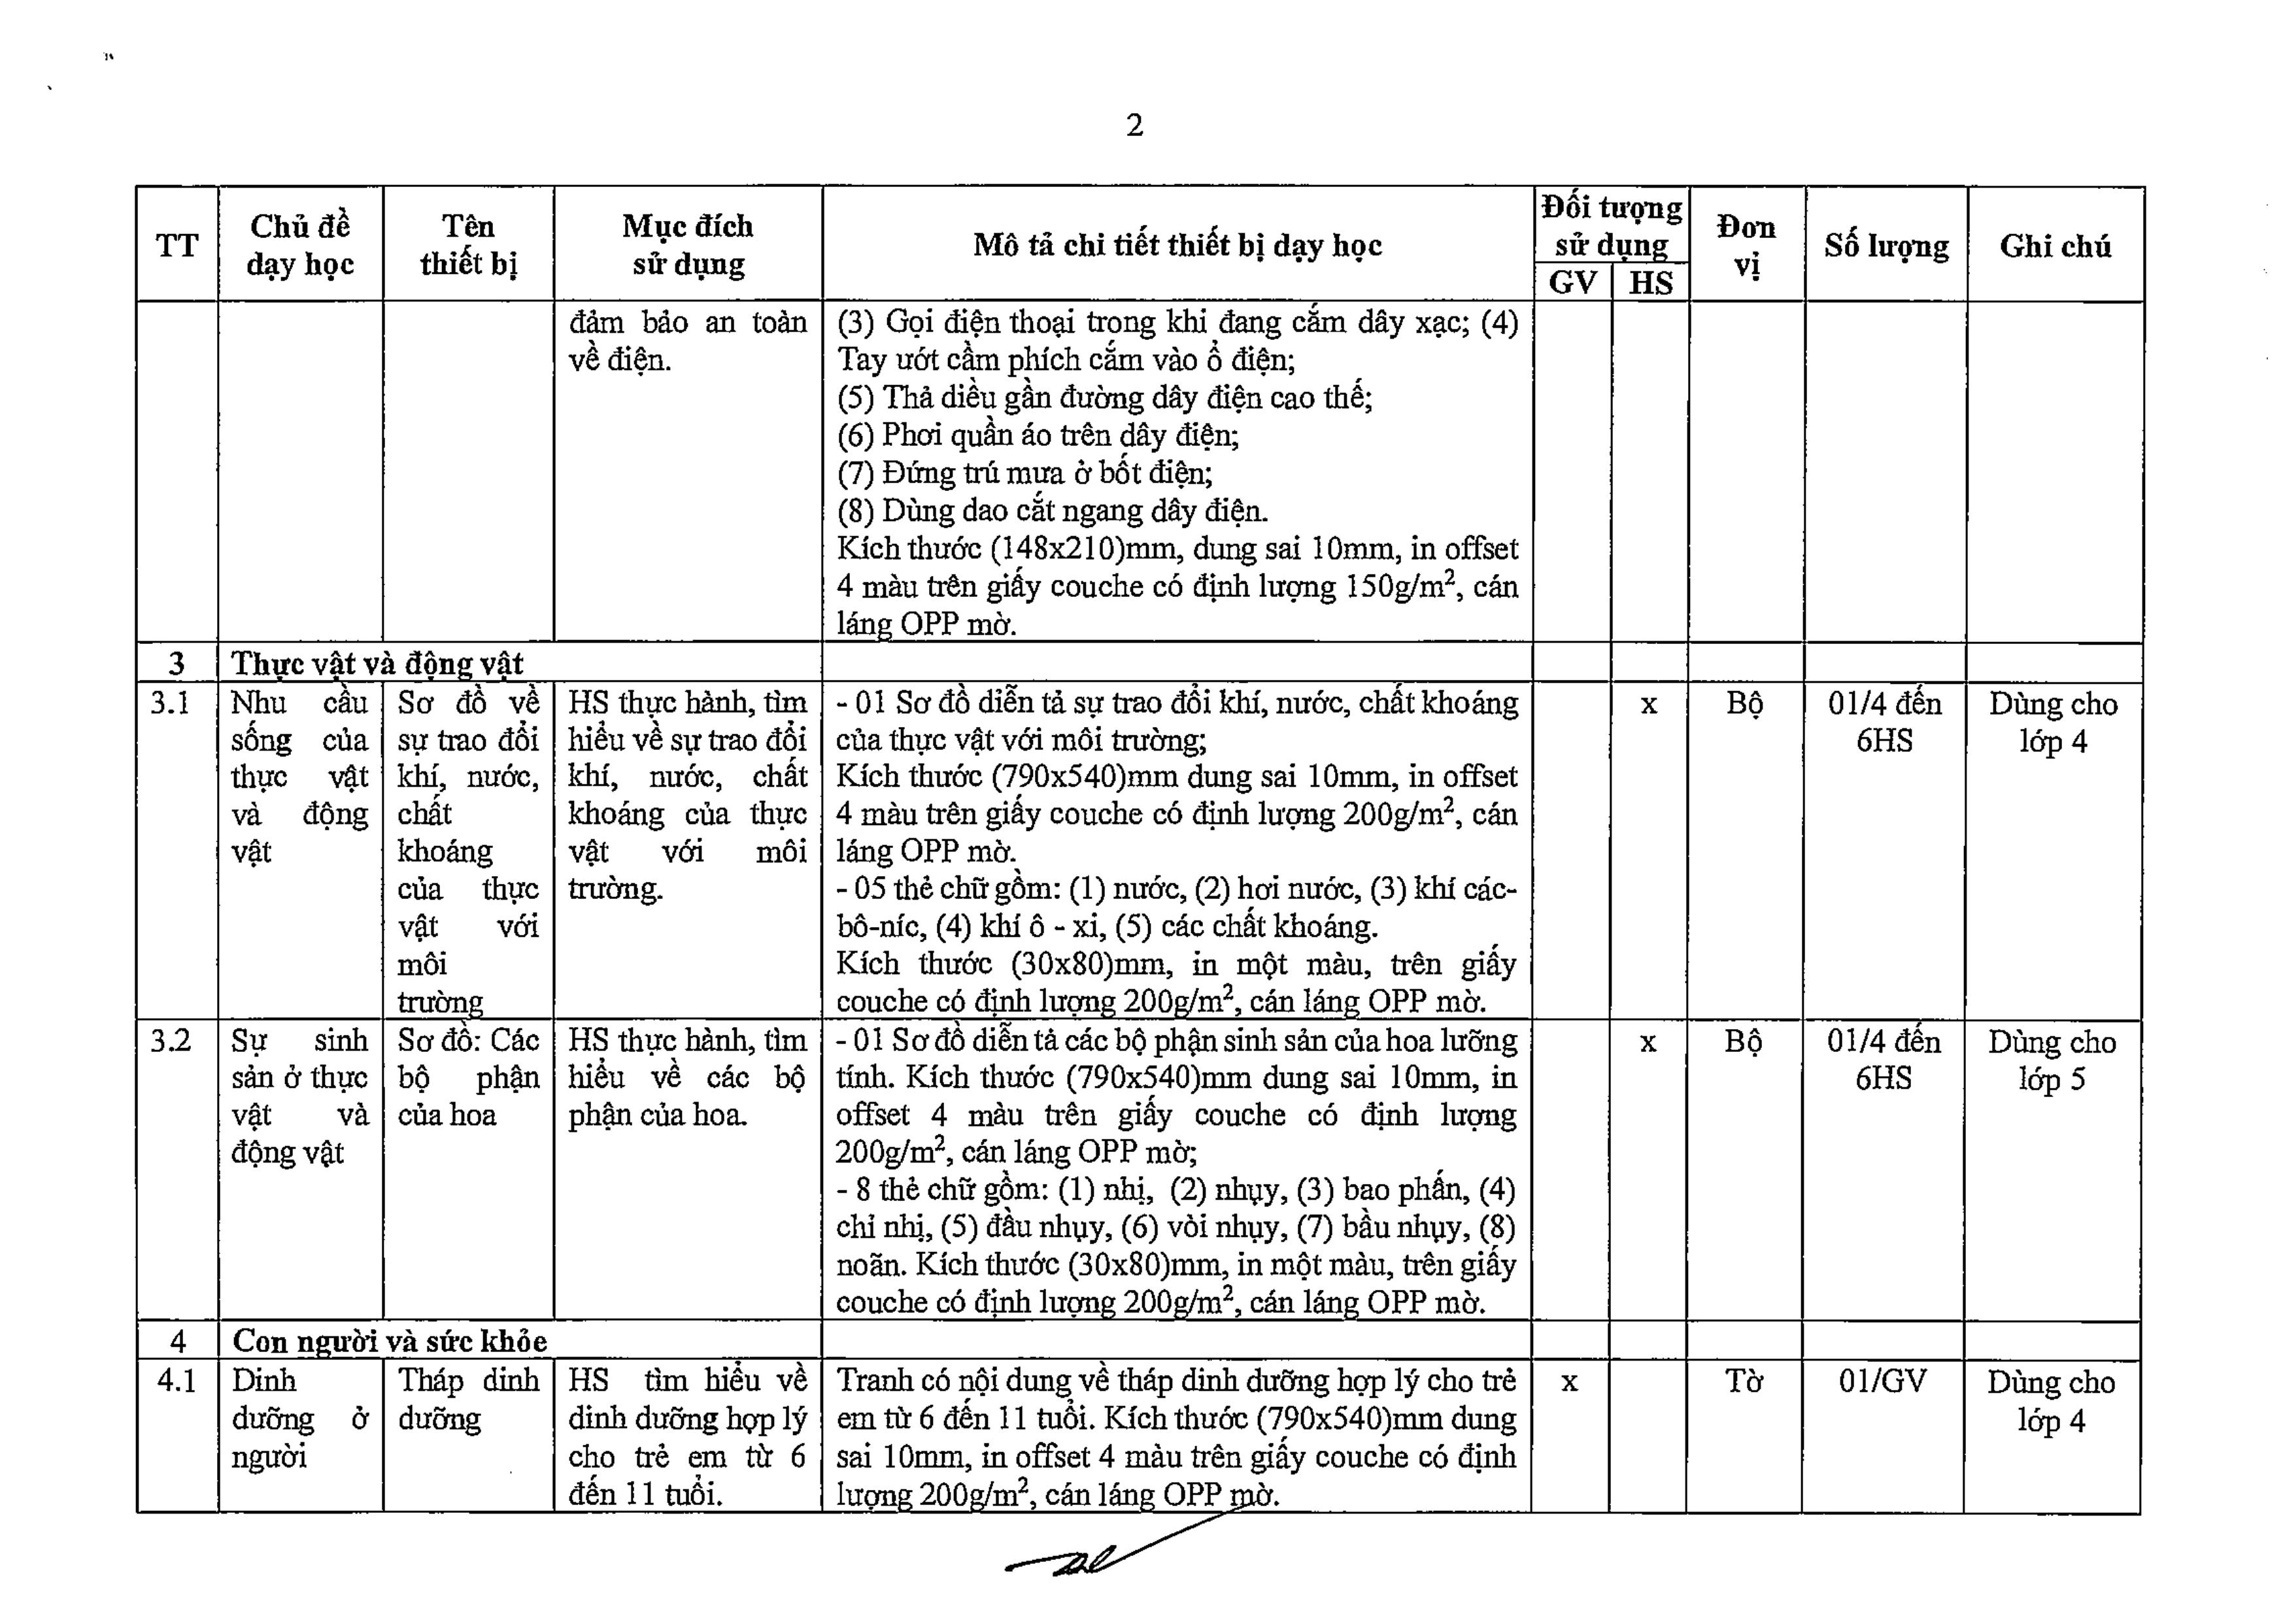 2
TT
Chủ đề
dạy học
Tên
thiết bị
Mục đích
sử dụng
Mô tả chi tiết thiết bị dạy học
Đối tượng
sử dụng
GV HS
Đơn
vị
Số lượng
Ghi chú
đảm bảo an toàn
về điện.
(3) Gọi điện thoại trong khi đang cắm dây xạc; (4)
Tay ướt cầm phích cắm vào ổ điện;
(5) Thả diều gần đường dây điện cao thế;
(6) Phơi quần áo trên dây điện;
(7) Đứng trú mưa ở bốt điện;
(8) Dùng dao cắt ngang dây điện.
Kích thước (148x210)mm, dung sai 10mm, in offset
4 màu trên giấy couche có định lượng 150g/m², cán
láng OPP mờ.
3 Thực vật và động vật
3.1
Nhu cầu
sống của
thực vật
và động
vật
Sơ đồ về
sự trao đổi
khí, nước,
chất
khoáng
của thực
vật với
môi
trường
HS thực hành, tìm
hiểu về sự trao đổi
khí, nước, chất
khoáng của thực
vật với môi
trường.
- 01 Sơ đồ diễn tả sự trao đổi khí, nước, chất khoáng
của thực vật với môi trường;
Kích thước (790x540)mm dung sai 10mm, in offset
4 màu trên giấy couche có định lượng 200g/m², cán
láng OPP mờ.
- 05 thẻ chữ gồm: (1) nước, (2) hơi nước, (3) khí các-
bô-níc, (4) khí ô - xi, (5) các chất khoáng.
Kích thước (30x80)mm, in một màu, trên giấy
couche có định lượng 200g/m², cán láng OPP mờ.
x
Bộ
01/4 đến
6HS
Dùng cho
lớp 4
3.2
Sự sinh
sản ở thực
vật và
động vật
Sơ đồ: Các
bộ phận
của hoa
HS thực hành, tìm
hiểu về các bộ
phận của hoa.
- 01 Sơ đồ diễn tả các bộ phận sinh sản của hoa lưỡng
tính. Kích thước (790x540)mm dung sai 10mm, in
offset 4 màu trên giấy couche có định lượng
200g/m², cán láng OPP mờ;
- 8 thẻ chữ gồm: (1) nhị, (2) nhụy, (3) bao phấn, (4)
chỉ nhị, (5) đầu nhụy, (6) vòi nhụy, (7) bầu nhụy, (8)
noãn. Kích thước (30x80)mm, in một màu, trên giấy
couche có định lượng 200g/m², cán láng OPP mờ.
x
Bộ
01/4 đến
6HS
Dùng cho
lớp 5
4 Con người và sức khỏe
4.1
Dinh
dưỡng ở
người
Tháp dinh
dưỡng
HS tìm hiểu về
dinh dưỡng hợp lý
cho trẻ em từ 6
đến 11 tuổi.
Tranh có nội dung về tháp dinh dưỡng hợp lý cho trẻ
em từ 6 đến 11 tuổi. Kích thước (790x540)mm dung
sai 10mm, in offset 4 màu trên giấy couche có định
lượng 200g/m², cán láng OPP mờ.
x
Tờ
01/GV
Dùng cho
lớp 4